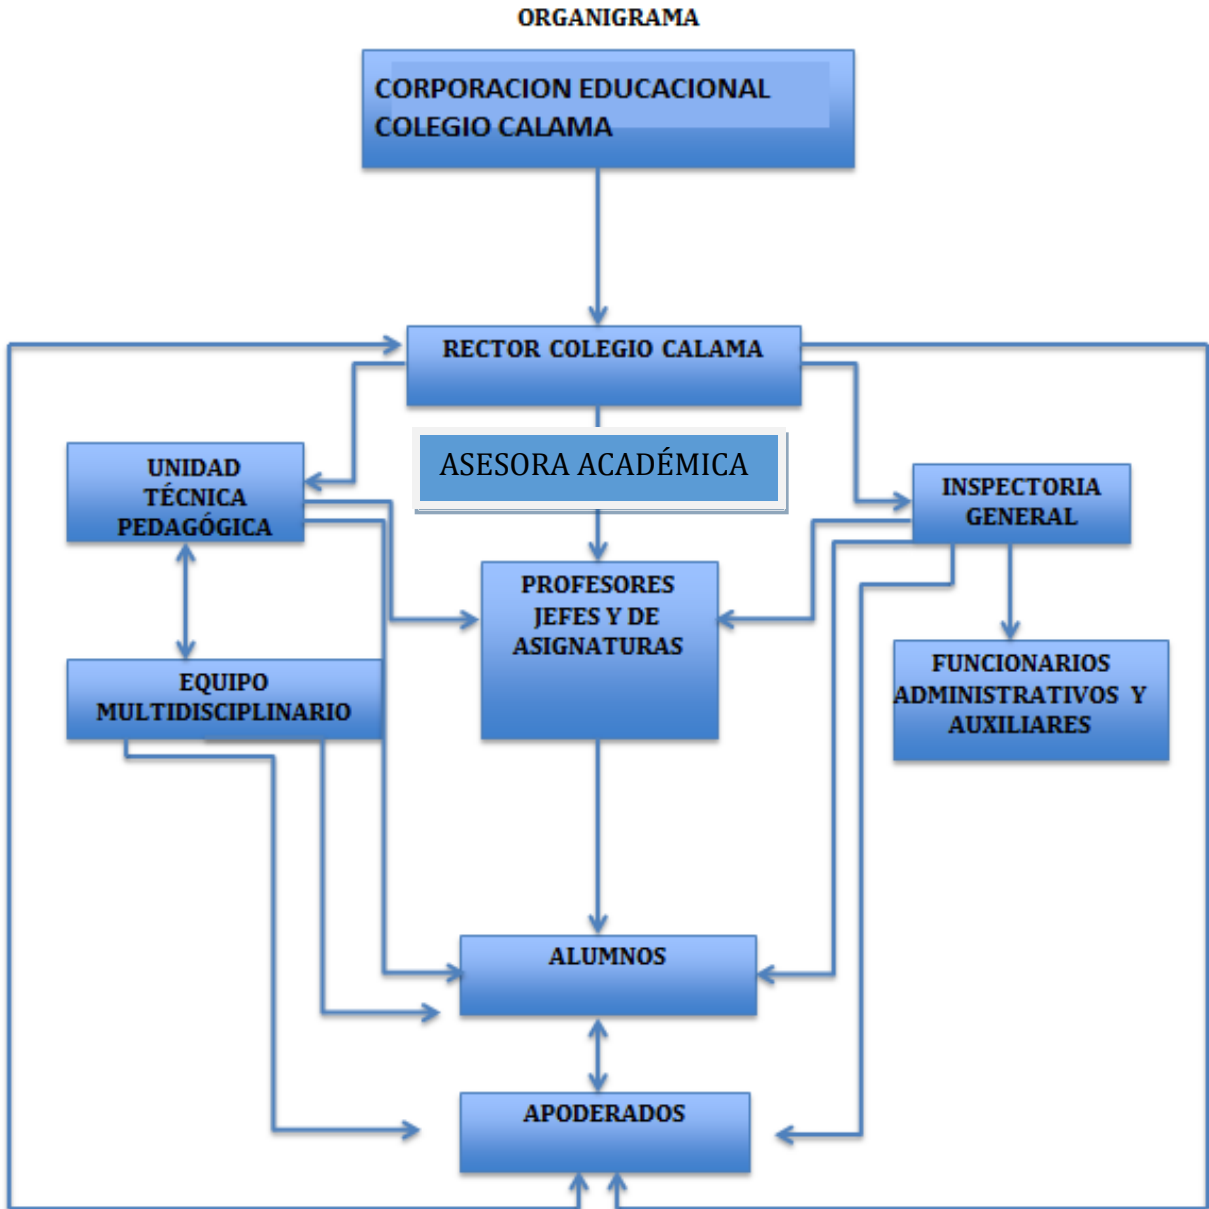 ORGANIGRAMA
CORPORACION EDUCACIONAL
COLEGIO CALAMA
RECTOR COLEGIO CALAMA
ASESORA ACADÉMICA
UNIDAD
TÉCNICA
PEDAGÓGICA
INSPECTORIA
GENERAL
PROFESORES
JEFES Y DE
ASIGNATURAS
EQUIPO
MULTIDISCIPLINARIO
FUNCIONARIOS
ADMINISTRATIVOS Y
AUXILIARES
ALUMNOS
APODERADOS